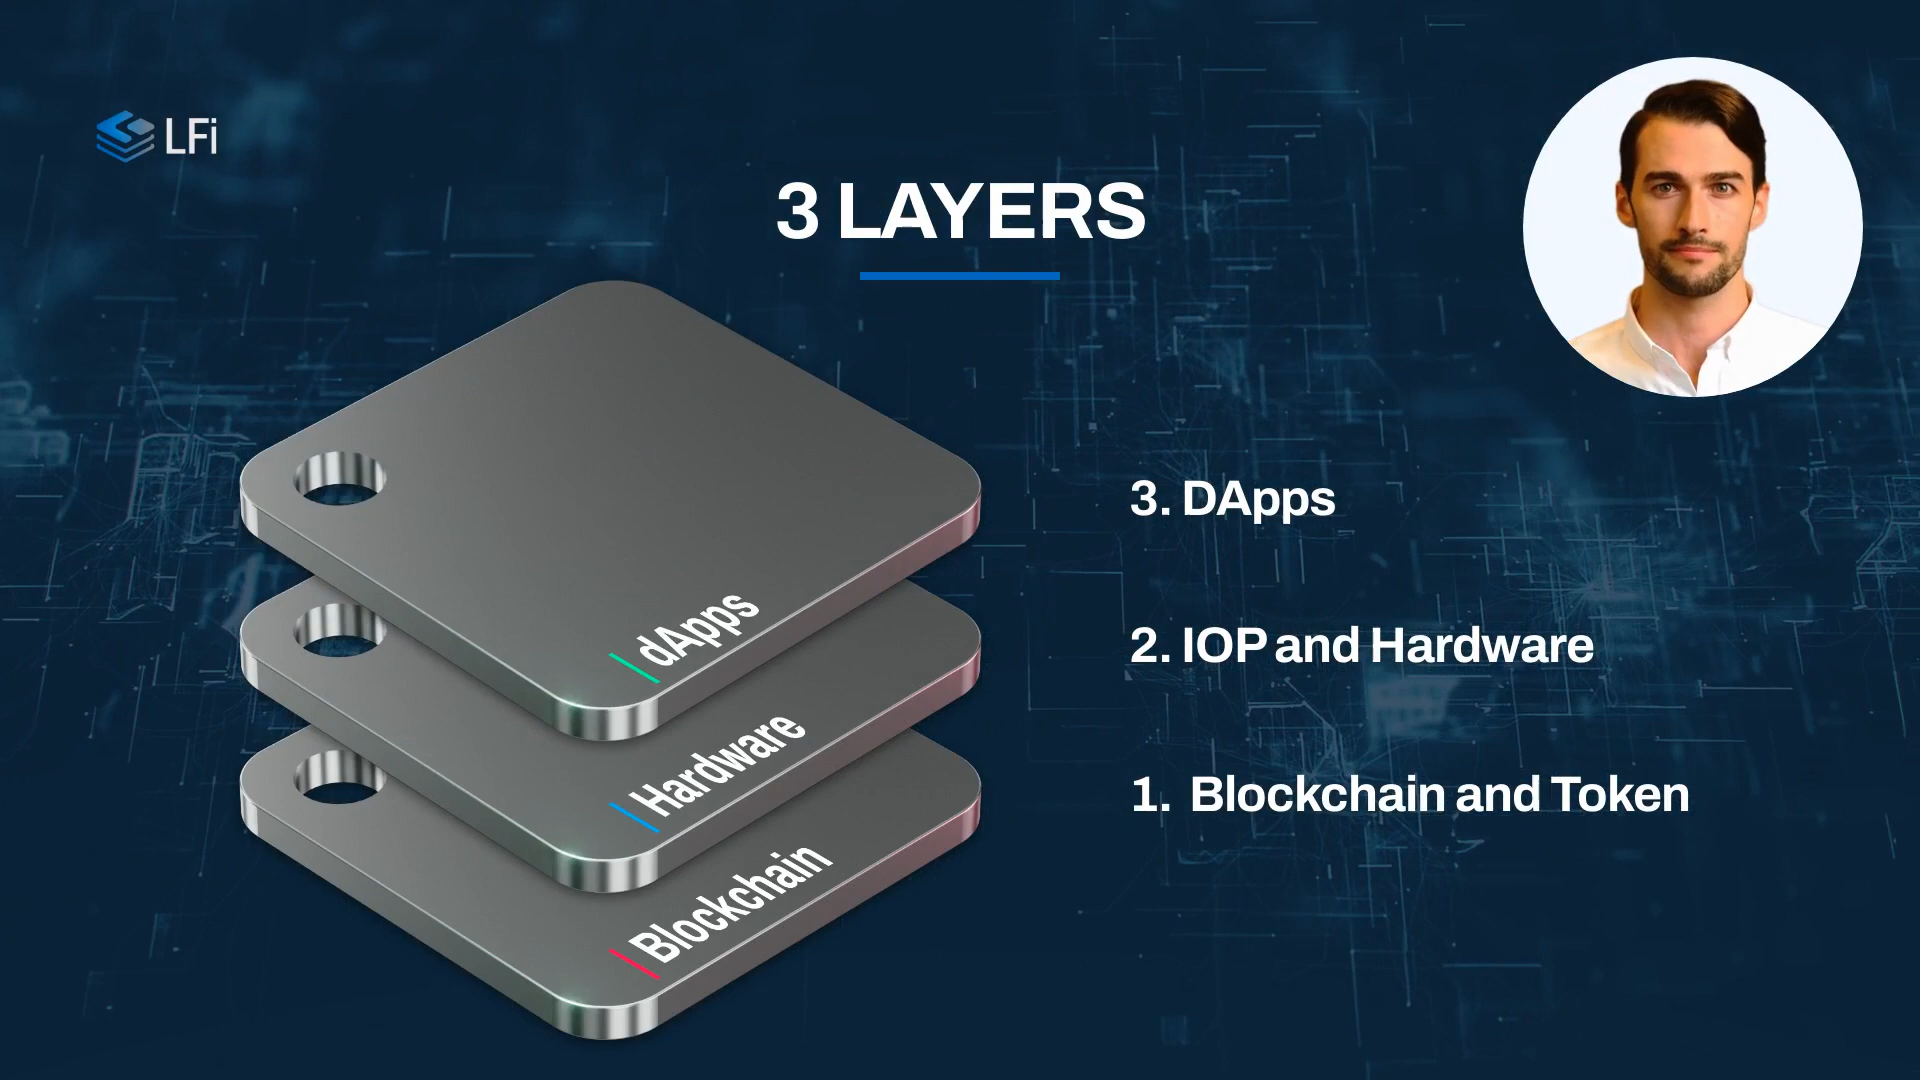 LFi
3 LAYERS
dApps
Hardware
Blockchain
3. DApps
2. IOP and Hardware
1. Blockchain and Token